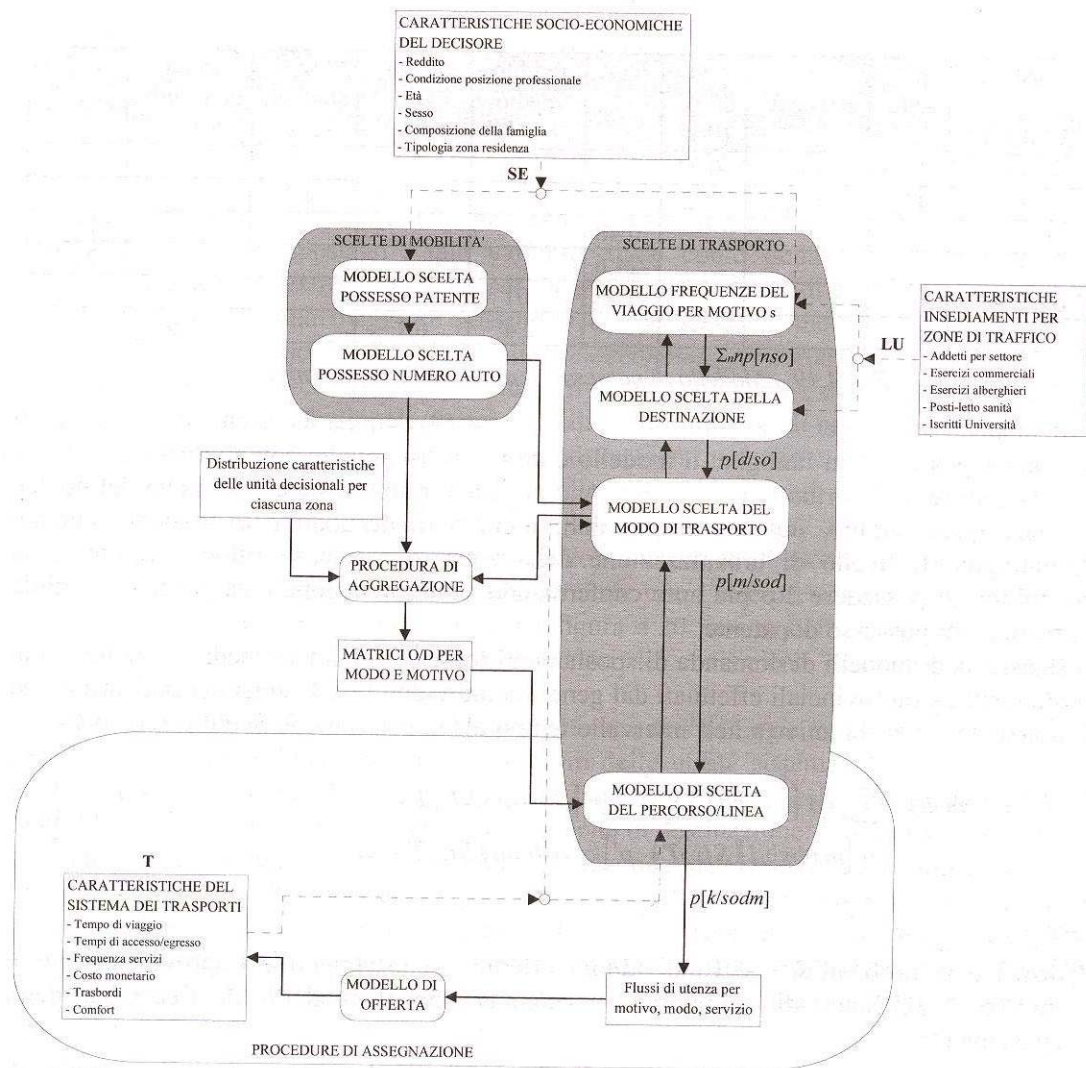 CARATTERISTICHE SOCIO-ECONOMICHE
DEL DECISORE
- Reddito
- Condizione posizione professionale
- Età
- Sesso
- Composizione della famiglia
- Tipologia zona residenza
SE
SCELTE DI MOBILITA'
MODELLO SCELTA
POSSESSO PATENTE
MODELLO SCELTA
POSSESSO NUMERO AUTO
SCELTE DI TRASPORTO
MODELLO FREQUENZE DEL
VIAGGIO PER MOTIVO s
Σₙnp[nso]
MODELLO SCELTA DELLA
DESTINAZIONE
p[d/so]
MODELLO SCELTA DEL
MODO DI TRASPORTO
p[m/sod]
LU
CARATTERISTICHE
INSEDIAMENTI PER
ZONE DI TRAFFICO
- Addetti per settore
- Esercizi commerciali
- Esercizi alberghieri
- Posti-letto sanità
- Iscritti Università
Distribuzione caratteristiche
delle unità decisionali per
ciascuna zona
PROCEDURA DI
AGGREGAZIONE
MATRICI O/D PER
MODO E MOTIVO
MODELLO DI SCELTA
DEL PERCORSO/LINEA
p[k/sodm]
T
CARATTERISTICHE DEL
SISTEMA DEI TRASPORTI
- Tempo di viaggio
- Tempi di accesso/egresso
- Frequenza servizi
- Costo monetario
- Trasbordi
- Comfort
MODELLO DI
OFFERTA
Flussi di utenza per
motivo, modo, servizio
PROCEDURE DI ASSEGNAZIONE